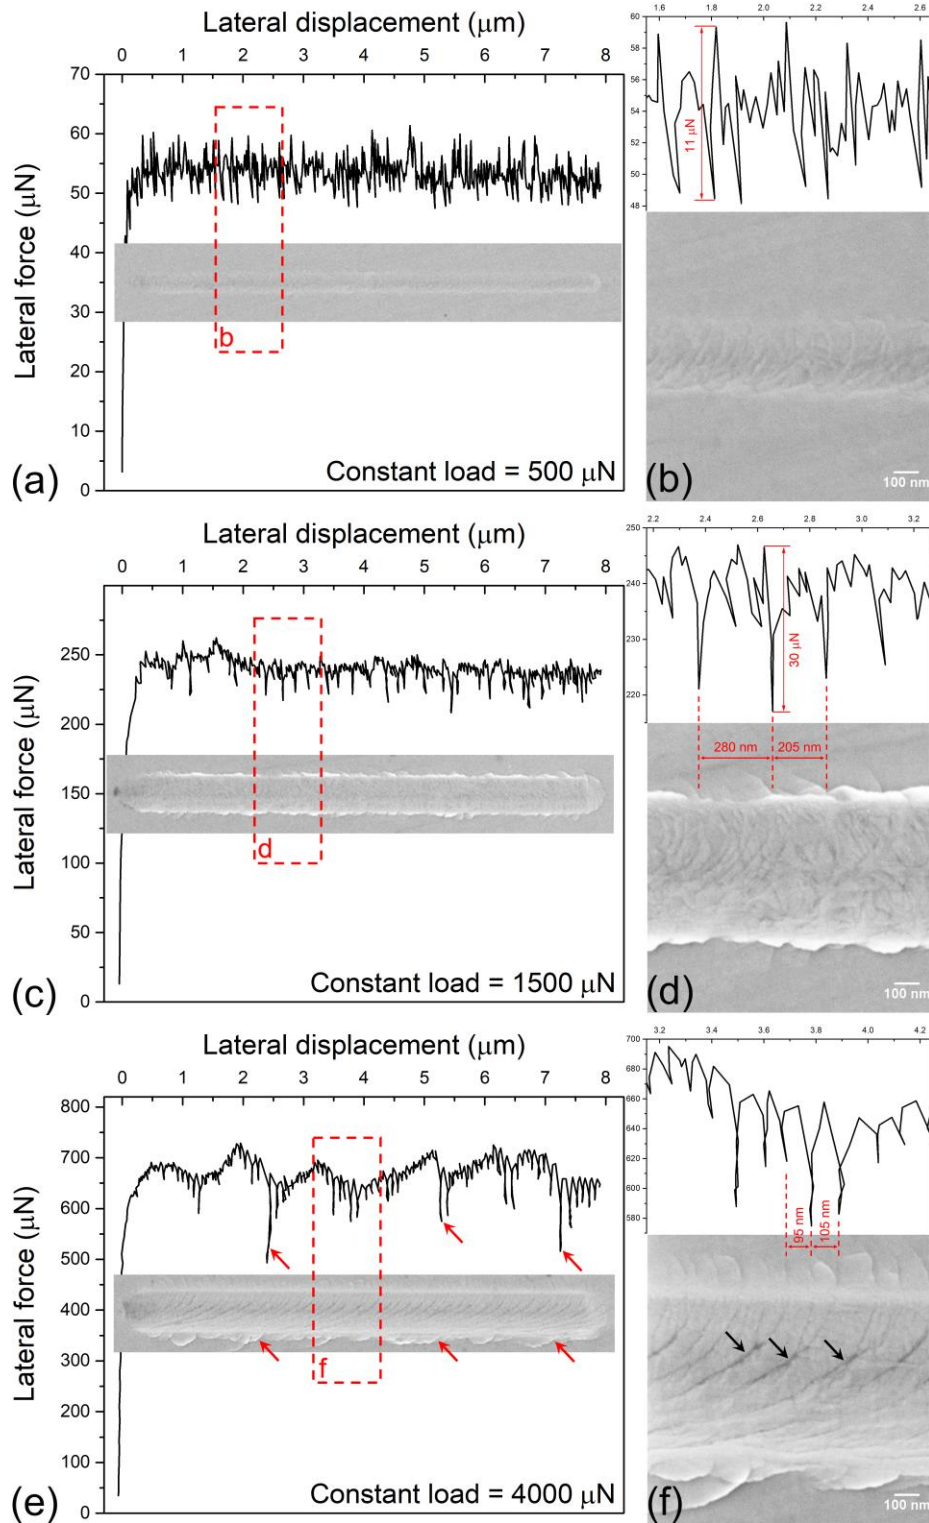 Lateral displacement (μm)
0 1 2 3 4 5 6 7 8
Lateral force (μN)
70
60
50
40
30
20
10
0
b
(a)
Constant load = 500 μN
1.6 1.8 2.0 2.2 2.4 2.6
60
58
56
54
52
50
48
11 μN
(b)
100 nm
Lateral displacement (μm)
0 1 2 3 4 5 6 7 8
Lateral force (μN)
250
200
150
100
50
0
d
(c)
Constant load = 1500 μN
2.2 2.4 2.6 2.8 3.0 3.2
250
240
230
220
30 μN
280 nm
205 nm
(d)
100 nm
Lateral displacement (μm)
0 1 2 3 4 5 6 7 8
Lateral force (μN)
800
700
600
500
400
300
200
100
0
f
(e)
Constant load = 4000 μN
3.2 3.4 3.6 3.8 4.0 4.2
700
680
660
640
620
600
580
95 nm
105 nm
(f)
100 nm